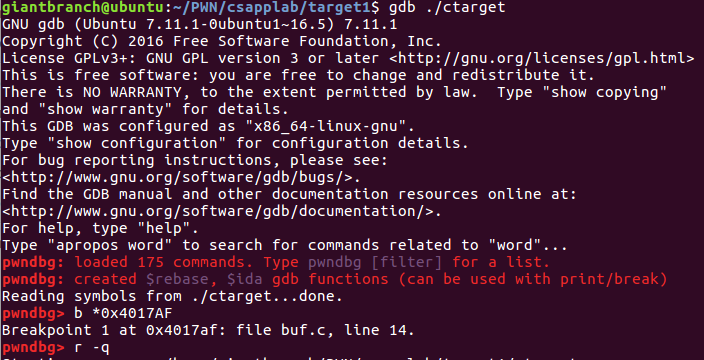 giantbranch@ubuntu:~/PWN/csapplab/target1$ gdb ./ctarget
GNU gdb (Ubuntu 7.11.1-0ubuntu1~16.5) 7.11.1
Copyright (C) 2016 Free Software Foundation, Inc.
License GPLv3+: GNU GPL version 3 or later <http://gnu.org/licenses/gpl.html>
This is free software: you are free to change and redistribute it.
There is NO WARRANTY, to the extent permitted by law.  Type "show copying"
and "show warranty" for details.
This GDB was configured as "x86_64-linux-gnu".
Type "show configuration" for configuration details.
For bug reporting instructions, please see:
<http://www.gnu.org/software/gdb/bugs/>.
Find the GDB manual and other documentation resources online at:
<http://www.gnu.org/software/gdb/documentation/>.
For help, type "help".
Type "apropos word" to search for commands related to "word"...
pwndbg: loaded 175 commands. Type pwndbg [filter] for a list.
pwndbg: created $rebase, $ida gdb functions (can be used with print/break)
Reading symbols from ./ctarget...done.
pwndbg> b *0x4017AF
Breakpoint 1 at 0x4017af: file buf.c, line 14.
pwndbg> r -q